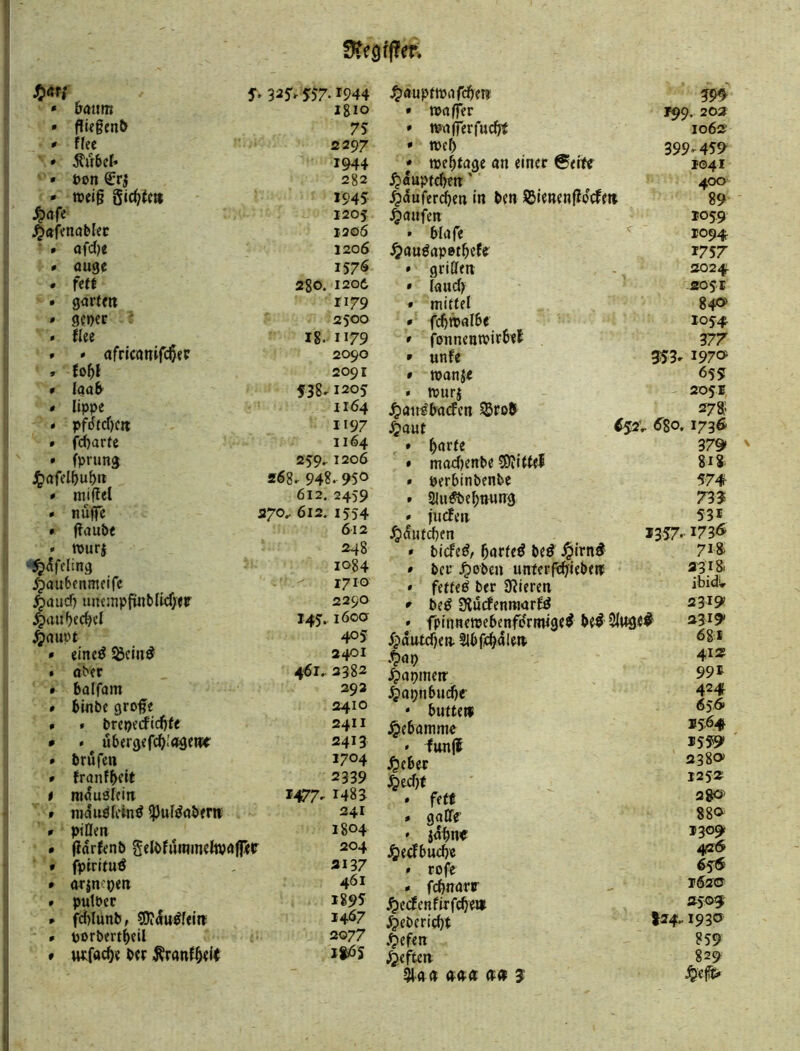 Register.
Harz 5. 325. 557. 1944
- baum 1810
- fliegend 75
- klee 2297
- Kübel- 1944
- von Erz 282
- weiß Fichten 1945
Hase 1205
Hasenabler 1206
- asche 1206
- auge 1576
- fett 280. 1206
- garten 1179
- geyer 2500
- klee 18. 1179
- - africanischer 2090
- kohl 2091
- laab 538. 1205
- lippe 1164
- pfötchen 1197
- scharte 1164
- sprung 259. 1206
Haselhuhn 268. 948. 950
- mistel 612. 2459
- nüsse 270. 612. 1554
- staube 612
- wurz 248
Häseling 1084
Haubenmeise 1710
Hauch unempfindlicher 2290
Hauhechel 145. 1600
Haupt 405
- eines Beins 2401
- aber 461. 2382
- balsam 292
- binde große 2410
- - dreyeckichte 2411
- - übergeschlagene 2413
- drüsen 1704
- krankheit 2339
- mäuslein 1477. 1483
- mäusleins Pulsadern 241
- pillen 1804
- stärkend Feldkümmelwasser 204
- spiritus 2137
- arzneyen 461
- pulver 1895
- schlund, Mäuslein 1467
- vordertheil 2077
- ursache der Krankheit 1865
Hauptwaschen 399
- wasser 199. 202
- wassersucht 1062
- weh 399. 459
- wehtage an einer Seite 1041
Häuptchen 400
Häuserchen in den Bienenstöcken 89
Hausen 1059
- blase 1094
Hausapotheke 1757
- grillen 2024
- lauch 2051
- mittel 840
- schwalbe 1054
- sonnenwirbel 377
- unke 353. 1970
- wanze 655
- wurz 2051
Hausbacken Brod 278
Haut 652. 680. 1736
- harte 379
- machende Mittel 818
- verbindende 574
- Ausdehnung 733
- jucken 531
Häutchen 1357. 1736
- dickes, hartes des Hirns 718
- der Hoden unterschieden 2318
- fettes der Nieren ibid.
- des Rückenmarks 2319
- spinnewebenförmiges des Auges 2319
Häutchen Abschälen 681
Hay 412
Haymen 991
Haynbuche 424
- butten 656
Hebamme 1564
- kunst 1559
Heber 2380
Hecht 1252
- fett 280
- galle 880
- zähne 1309
Heckbuche 426
- rose 656
- schnarr 1620
Heckenkirschen 2503
Hedericht 124. 1930
Hefen 859
Heften 829
Aaa aaa aa 3
Heft-